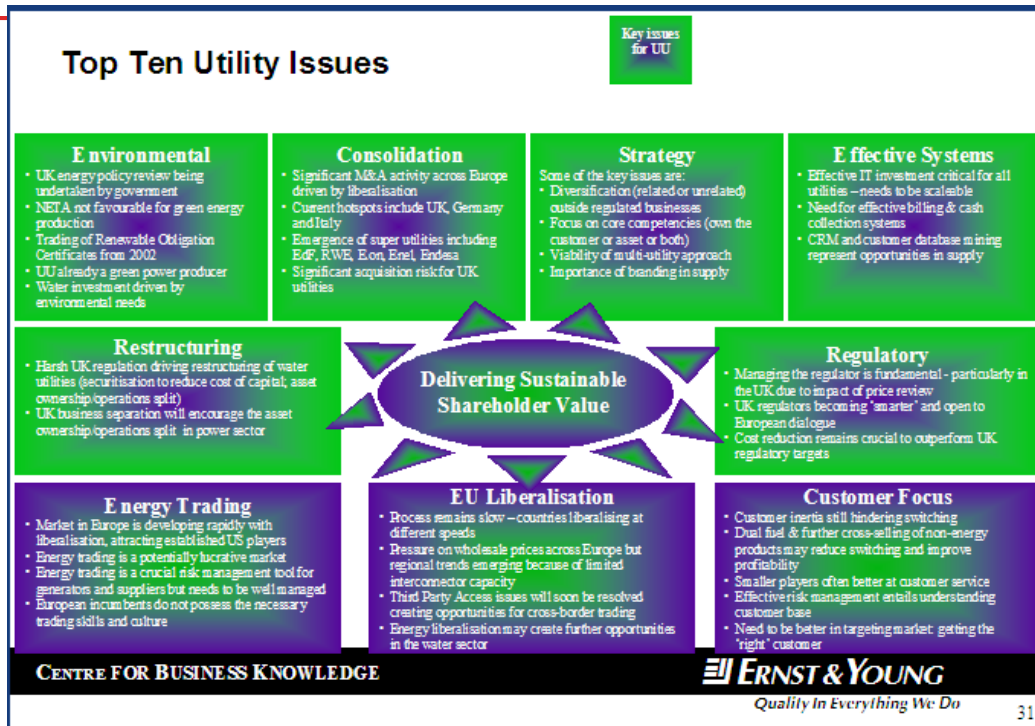 Key issues
for UU
Top Ten Utility Issues
Environmental
• UK energy policy review being
undertaken by government
• NETA not favourable for green energy
production
• Trading of Renewable Obligation
Certificates from 2002
• UU already a green power producer
• Water investment driven by
environmental needs
Consolidation
• Significant M&A activity across Europe
driven by liberalisation
• Current hotspots include UK, Germany
and Italy
• Emergence of super utilities including
EdF, RWE, E.on, Enel, Endesa
• Significant acquisition risk for UK
utilities
Strategy
Some of the key issues are:
• Diversification (related or unrelated)
outside regulated businesses
• Focus on core competencies (own the
customer or asset or both)
• Viability of multi-utility approach
• Importance of branding in supply
Effective Systems
• Effective IT investment critical for all
utilities – needs to be scaleable
• Need for effective billing & cash
collection systems
• CRM and customer database mining
represent opportunities in supply
Restructuring
• Harsh UK regulation driving restructuring of water
utilities (securitisation to reduce cost of capital; asset
ownership/operations split)
• UK business separation will encourage the asset
ownership/operations split in power sector
Delivering Sustainable
Shareholder Value
Regulatory
• Managing the regulator is fundamental - particularly in
the UK due to impact of price review
• UK regulators becoming "smarter" and open to
European dialogue
• Cost reduction remains crucial to outperform UK
regulatory targets
Energy Trading
• Market in Europe is developing rapidly with
liberalisation, attracting established US players
• Energy trading is a potentially lucrative market
• Energy trading is a crucial risk management tool for
generators and suppliers but needs to be well managed
• European incumbents do not possess the necessary
trading skills and culture
EU Liberalisation
• Process remains slow – countries liberalising at
different speeds
• Pressure on wholesale prices across Europe but
regional trends emerging because of limited
interconnector capacity
• Third Party Access issues will soon be resolved
creating opportunities for cross-border trading
• Energy liberalisation may create further opportunities
in the water sector
Customer Focus
• Customer inertia still hindering switching
• Dual fuel & further cross-selling of non-energy
products may reduce switching and improve
profitability
• Smaller players often better at customer service
• Effective risk management entails understanding
customer base
• Need to be better in targeting market: getting the
"right" customer
CENTRE FOR BUSINESS KNOWLEDGE
ERNST & YOUNG
Quality In Everything We Do
31